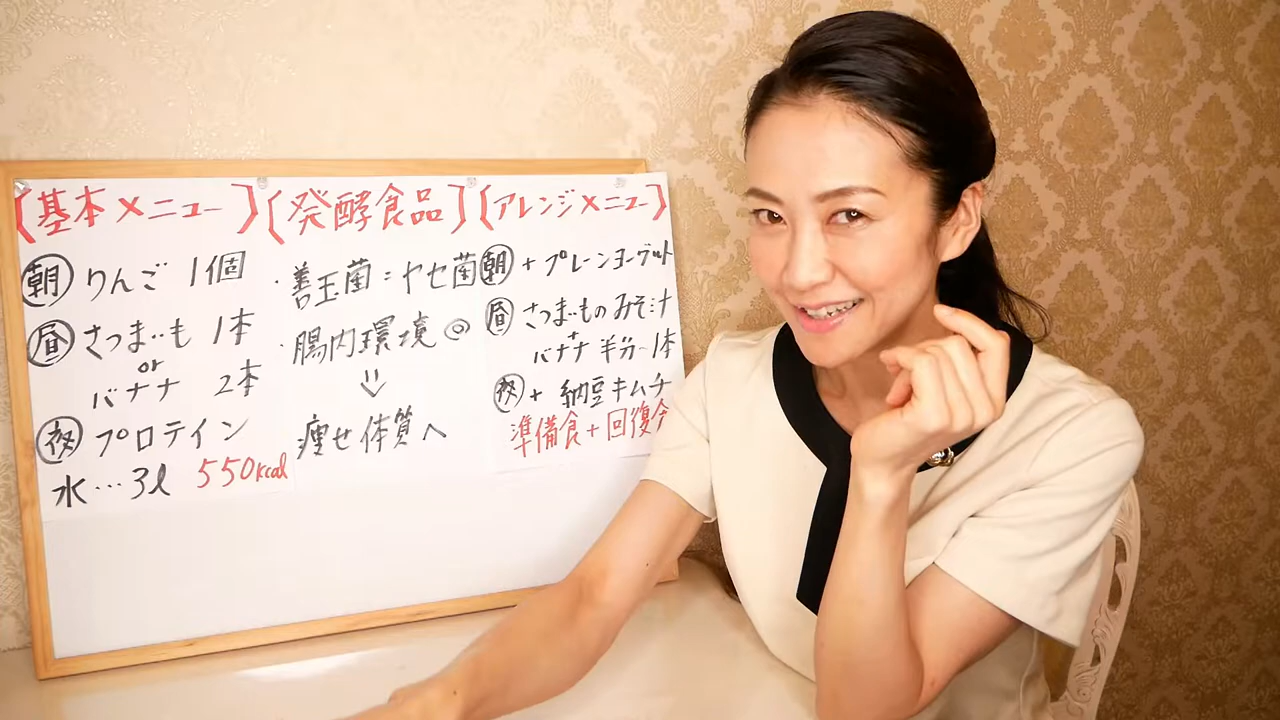 【基本メニュー】
㊗朝 りんご 1個
昼 さつまいも 1本
or
バナナ 2本
夜 プロテイン
水…3ℓ 550kcal
【発酵食品】
・善玉菌=ヤセ菌
・腸内環境◎
⇓
痩せ体質へ
【アレンジメニュー】
朝 + プレーンヨーグルト
昼 さつまいものみそ汁
+
バナナ 半分~1本
夜 + 納豆キムチ
準備食+回復食